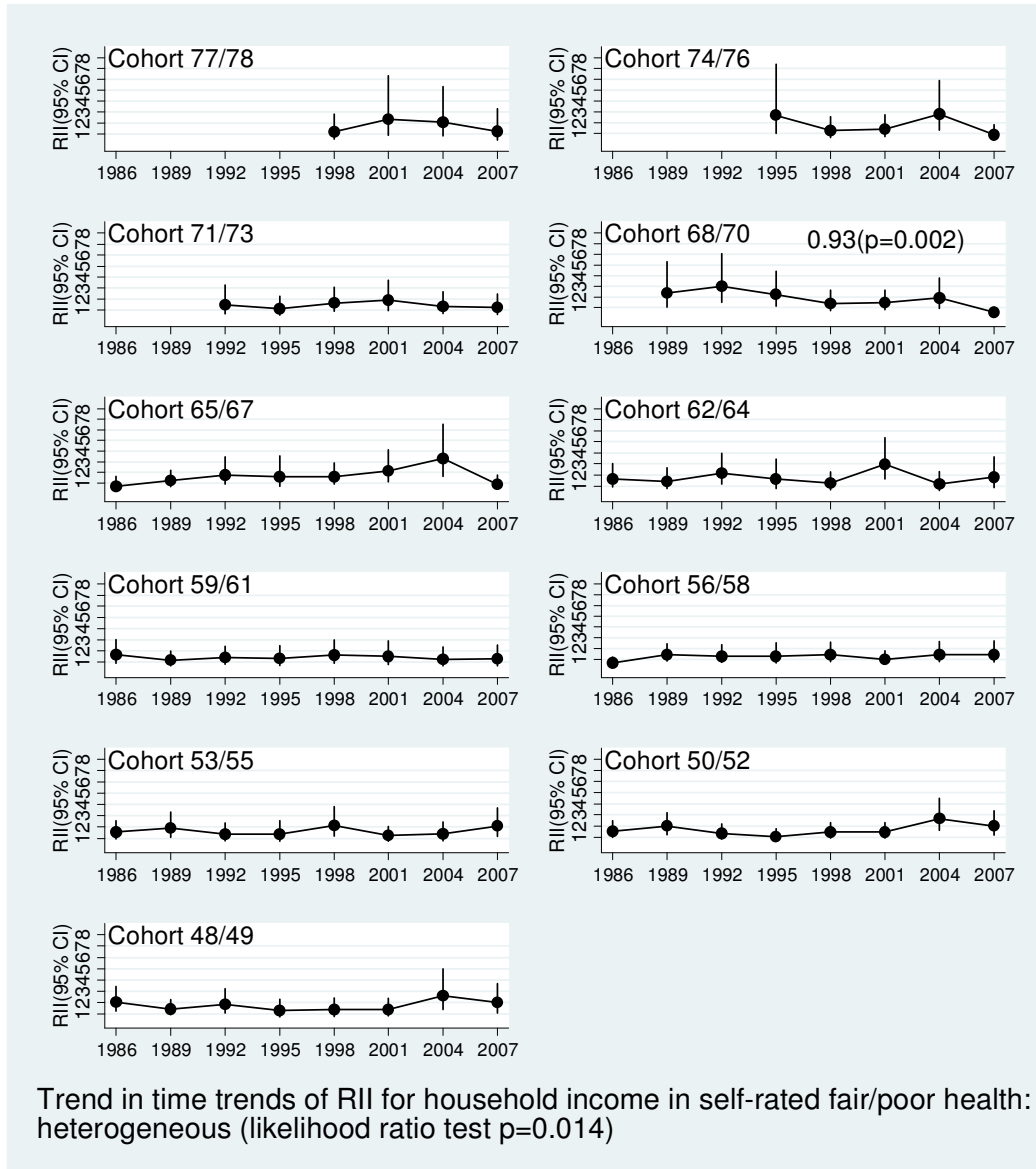 Cohort 77/78
RII(95% CI)
12345678
1986 1989 1992 1995 1998 2001 2004 2007
Cohort 74/76
RII(95% CI)
12345678
1986 1989 1992 1995 1998 2001 2004 2007
Cohort 71/73
RII(95% CI)
12345678
1986 1989 1992 1995 1998 2001 2004 2007
Cohort 68/70
0.93(p=0.002)
RII(95% CI)
12345678
1986 1989 1992 1995 1998 2001 2004 2007
Cohort 65/67
RII(95% CI)
12345678
1986 1989 1992 1995 1998 2001 2004 2007
Cohort 62/64
RII(95% CI)
12345678
1986 1989 1992 1995 1998 2001 2004 2007
Cohort 59/61
RII(95% CI)
12345678
1986 1989 1992 1995 1998 2001 2004 2007
Cohort 56/58
RII(95% CI)
12345678
1986 1989 1992 1995 1998 2001 2004 2007
Cohort 53/55
RII(95% CI)
12345678
1986 1989 1992 1995 1998 2001 2004 2007
Cohort 50/52
RII(95% CI)
12345678
1986 1989 1992 1995 1998 2001 2004 2007
Cohort 48/49
RII(95% CI)
12345678
1986 1989 1992 1995 1998 2001 2004 2007
Trend in time trends of RII for household income in self-rated fair/poor health:
heterogeneous (likelihood ratio test p=0.014)